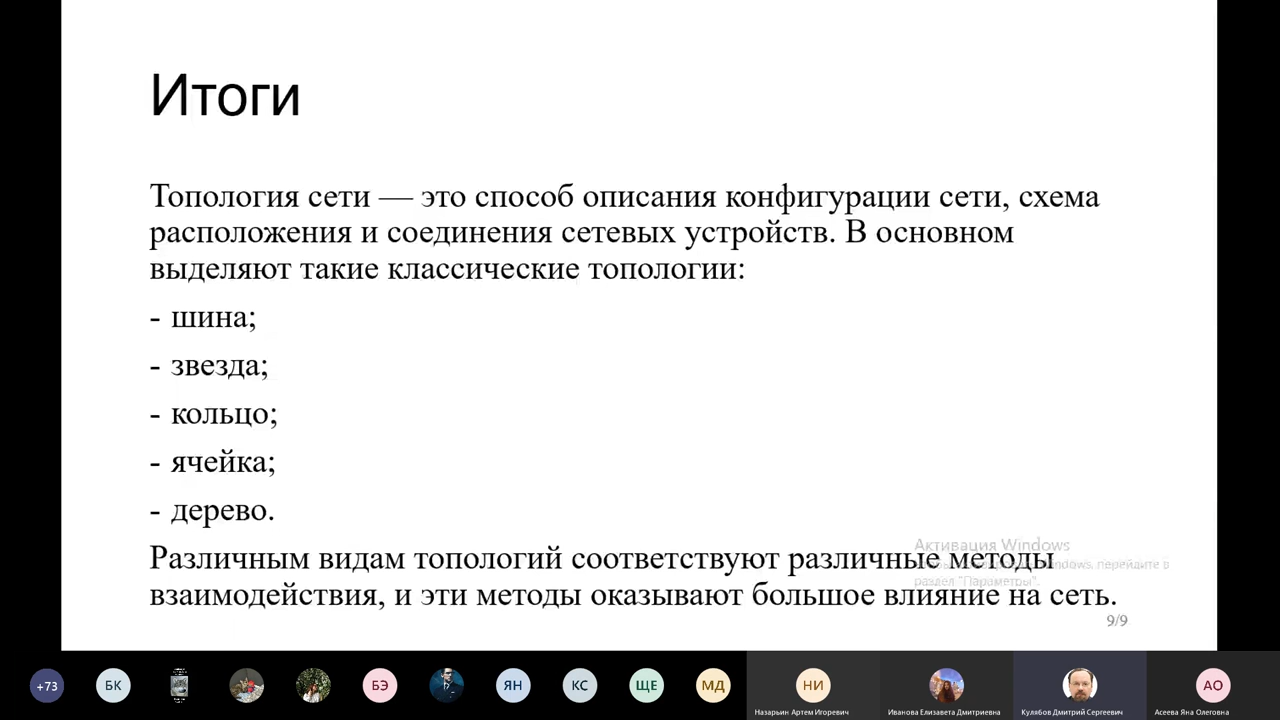 Итоги
Топология сети — это способ описания конфигурации сети, схема
расположения и соединения сетевых устройств. В основном
выделяют такие классические топологии:
- шина;
- звезда;
- кольцо;
- ячейка;
- дерево.
Различным видам топологий соответствуют различные методы
взаимодействия, и эти методы оказывают большое влияние на сеть.
Активация Windows
Windows, перейдите в
раздел "Параметры".
9/9
+73
БК
БЭ
ЯН
КС
ЩЕ
МД
НИ
АО
Назарьин Артем Игоревич
Иванова Елизавета Дмитриевна
Кулябов Дмитрий Сергеевич
Асеева Яна Олеговна